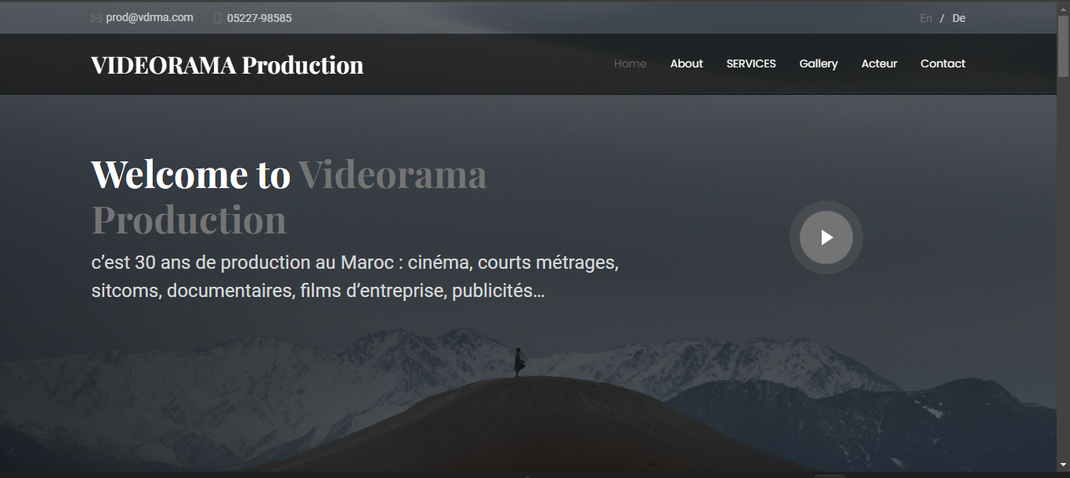 prod@vdrma.com 05227-98585 En / De
VIDEORAMA Production Home About SERVICES Gallery Acteur Contact
Welcome to Videorama
Production
c’est 30 ans de production au Maroc : cinéma, courts métrages,
sitcoms, documentaires, films d’entreprise, publicités...